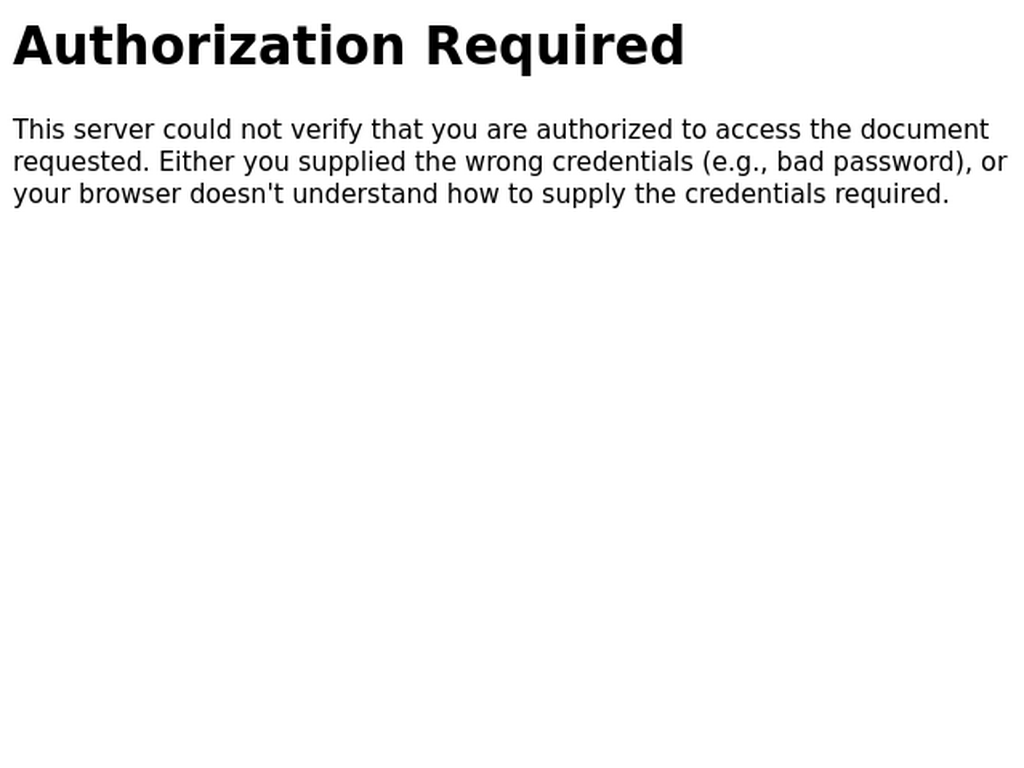 Authorization Required
This server could not verify that you are authorized to access the document
requested. Either you supplied the wrong credentials (e.g., bad password), or
your browser doesn't understand how to supply the credentials required.